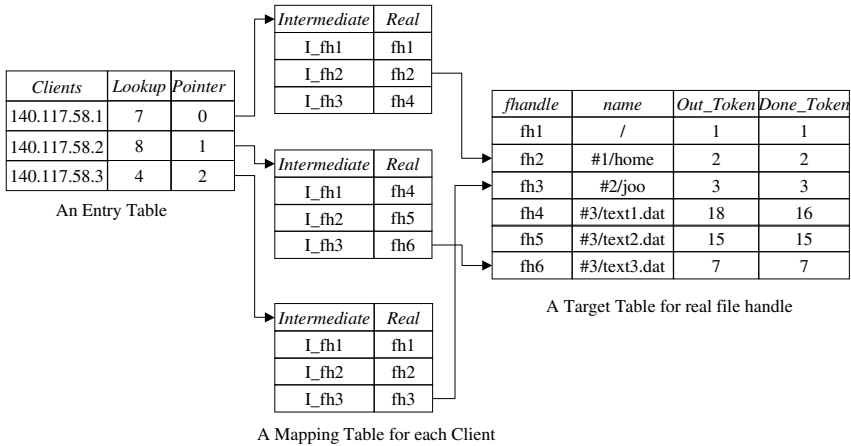 Clients Lookup Pointer
140.117.58.1 7 0
140.117.58.2 8 1
140.117.58.3 4 2
An Entry Table
Intermediate Real
I_fh1 fh1
I_fh2 fh2
I_fh3 fh4
Intermediate Real
I_fh1 fh4
I_fh2 fh5
I_fh3 fh6
Intermediate Real
I_fh1 fh1
I_fh2 fh2
I_fh3 fh3
A Mapping Table for each Client
fhandle name Out_Token Done_Token
fh1 / 1 1
fh2 #1/home 2 2
fh3 #2/joo 3 3
fh4 #3/text1.dat 18 16
fh5 #3/text2.dat 15 15
fh6 #3/text3.dat 7 7
A Target Table for real file handle